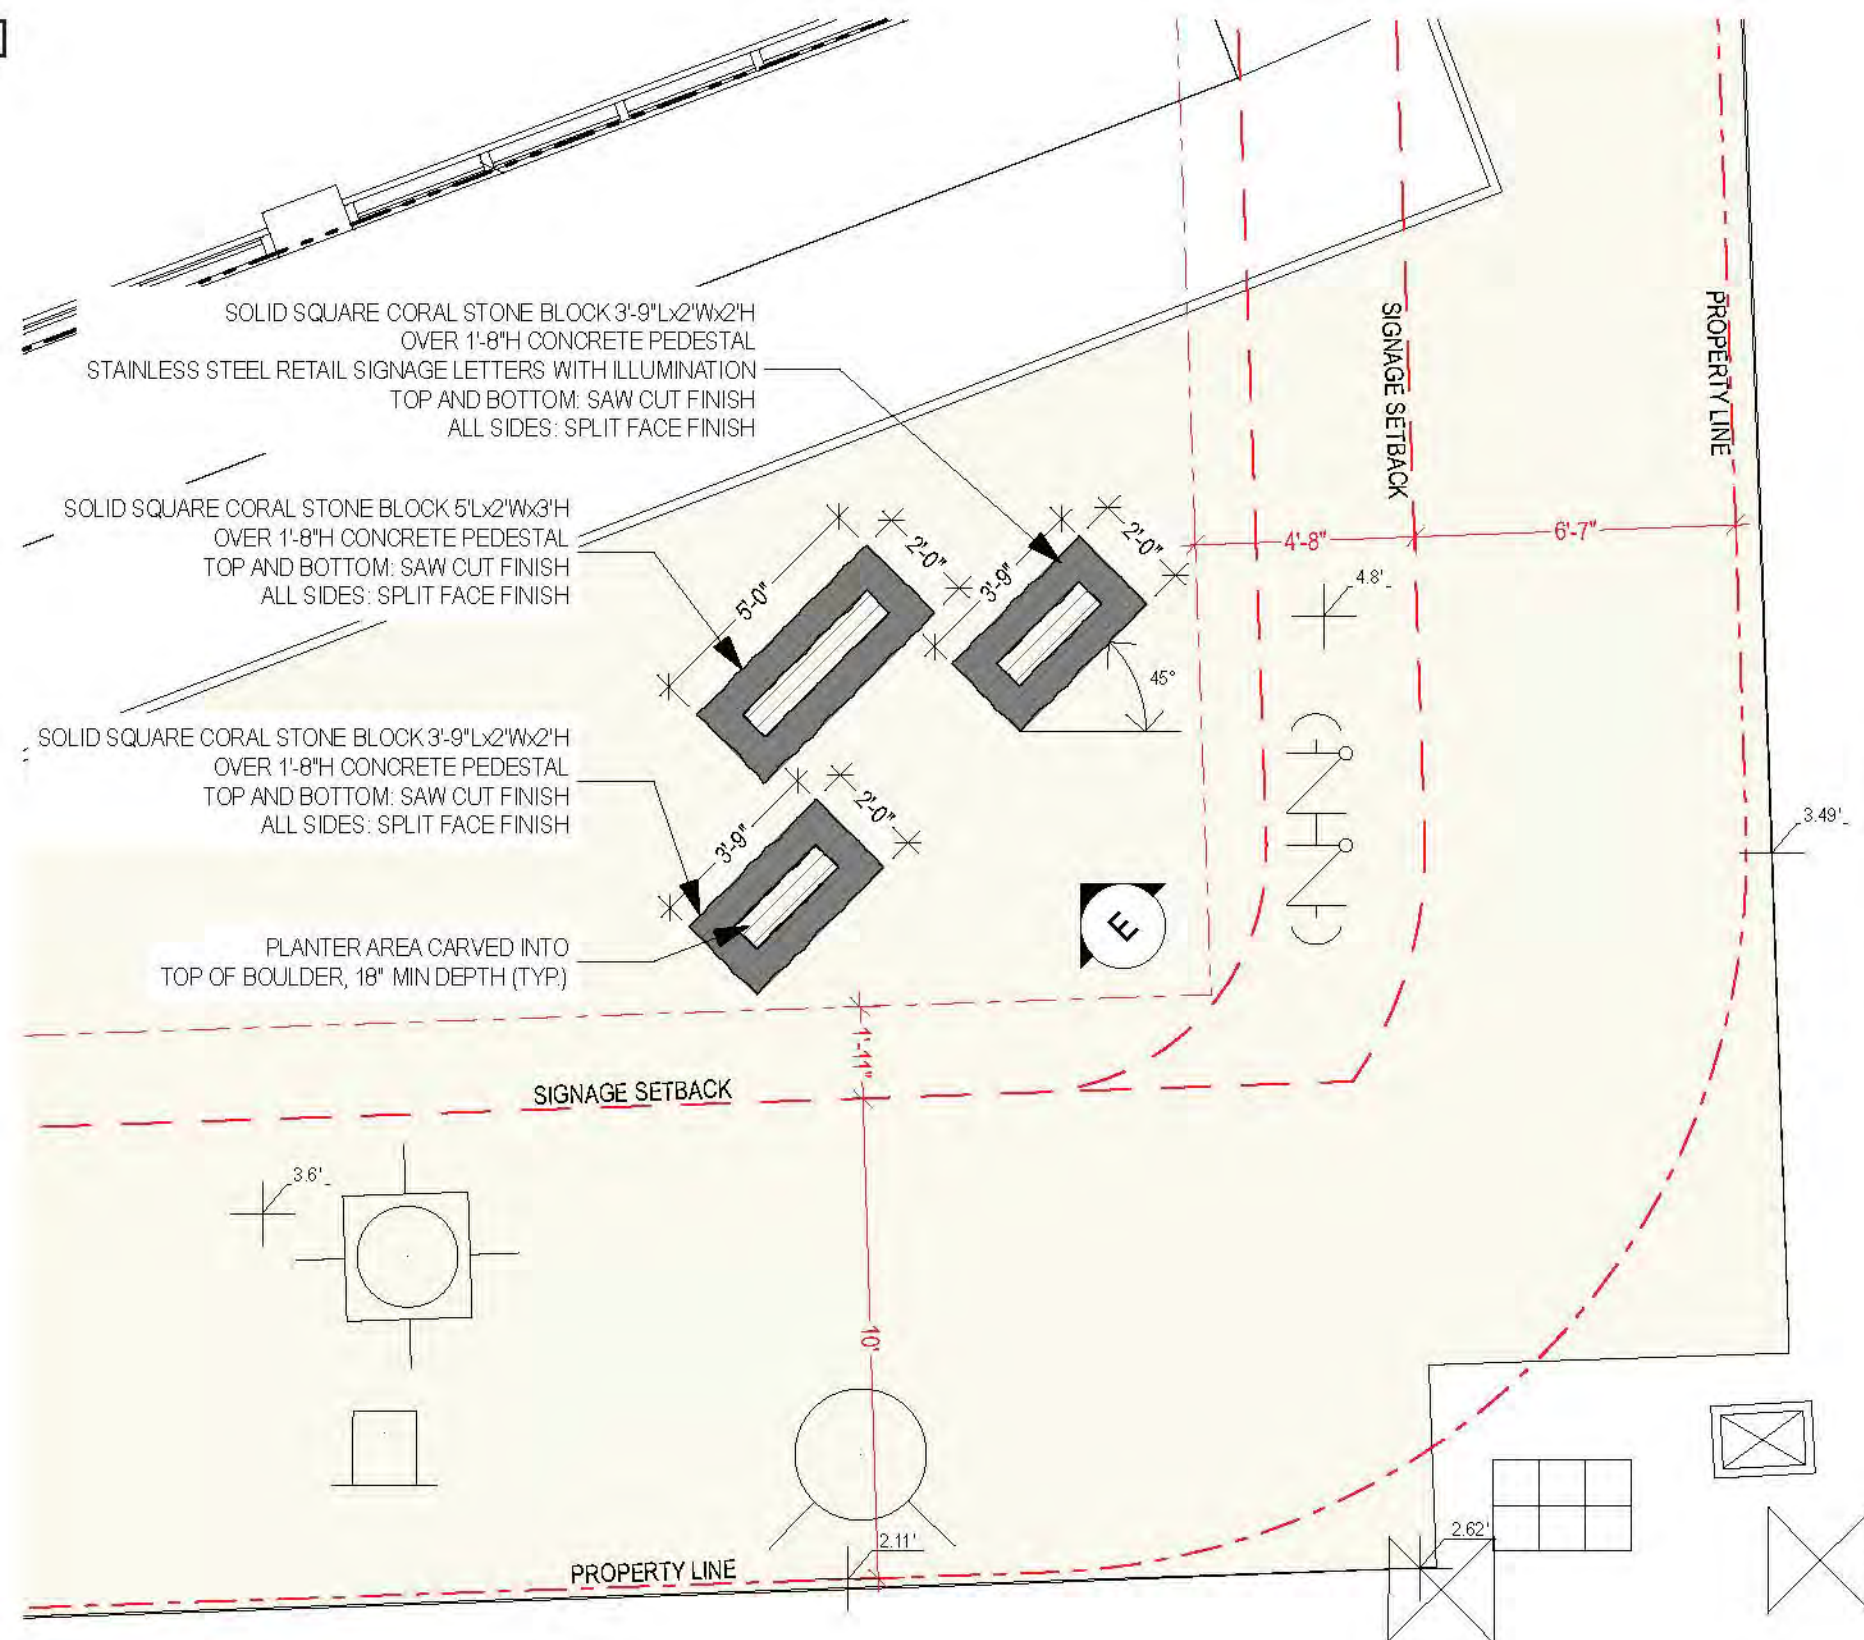 SOLID SQUARE CORAL STONE BLOCK 3'-9"Lx2'Wx2'H
OVER 1'-8"H CONCRETE PEDESTAL
STAINLESS STEEL RETAIL SIGNAGE LETTERS WITH ILLUMINATION
TOP AND BOTTOM: SAW CUT FINISH
ALL SIDES: SPLIT FACE FINISH
SIGNAGE SETBACK
PROPERTY LINE
SOLID SQUARE CORAL STONE BLOCK 5'Lx2'Wx3'H
OVER 1'-8"H CONCRETE PEDESTAL
TOP AND BOTTOM: SAW CUT FINISH
ALL SIDES: SPLIT FACE FINISH
5'-0"
2'-0"
3'-9"
2'-0"
4'-8"
6'-7"
4.8'
45°
SOLID SQUARE CORAL STONE BLOCK 3'-9"Lx2'Wx2'H
OVER 1'-8"H CONCRETE PEDESTAL
TOP AND BOTTOM: SAW CUT FINISH
ALL SIDES: SPLIT FACE FINISH
3'-9"
2'-0"
3.49'
E
PLANTER AREA CARVED INTO
TOP OF BOULDER, 18" MIN DEPTH (TYP.)
1'-11"
SIGNAGE SETBACK
3.6'
10'
2.11'
2.62'
PROPERTY LINE